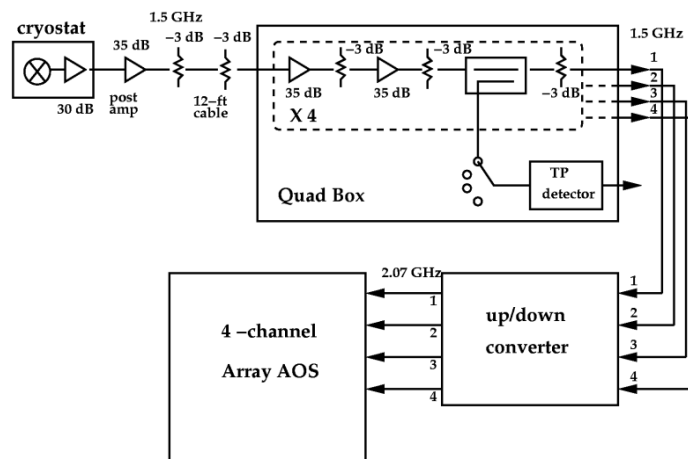 cryostat
1.5 GHz
−3 dB
−3 dB
35 dB
30 dB
post
amp
12−ft
cable
−3 dB
−3 dB
35 dB
35 dB
−3 dB
X 4
Quad Box
TP
detector
1.5 GHz
1
2
3
4
2.07 GHz
1
2
3
4
4 −channel
Array AOS
up/down
converter
1
2
3
4